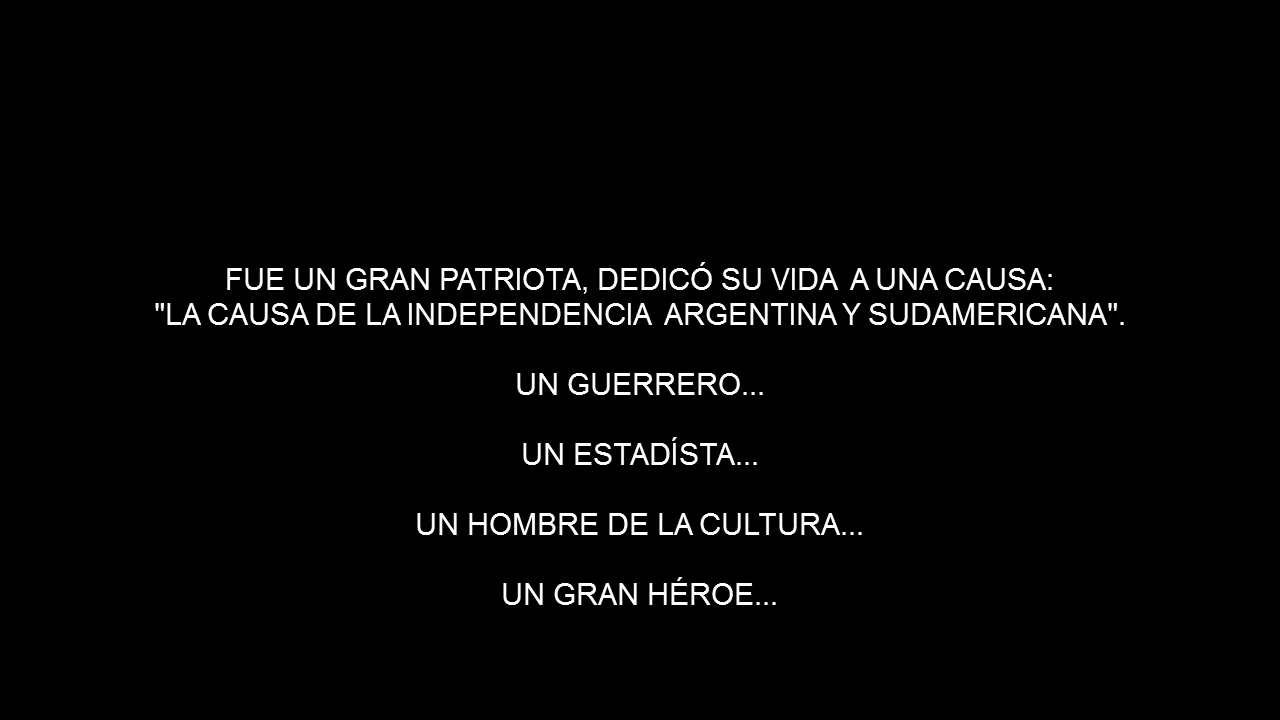 FUE UN GRAN PATRIOTA, DEDICÓ SU VIDA  A UNA CAUSA:
"LA CAUSA DE LA INDEPENDENCIA  ARGENTINA Y SUDAMERICANA".
UN GUERRERO...
UN ESTADÍSTA...
UN HOMBRE DE LA CULTURA...
UN GRAN HÉROE...